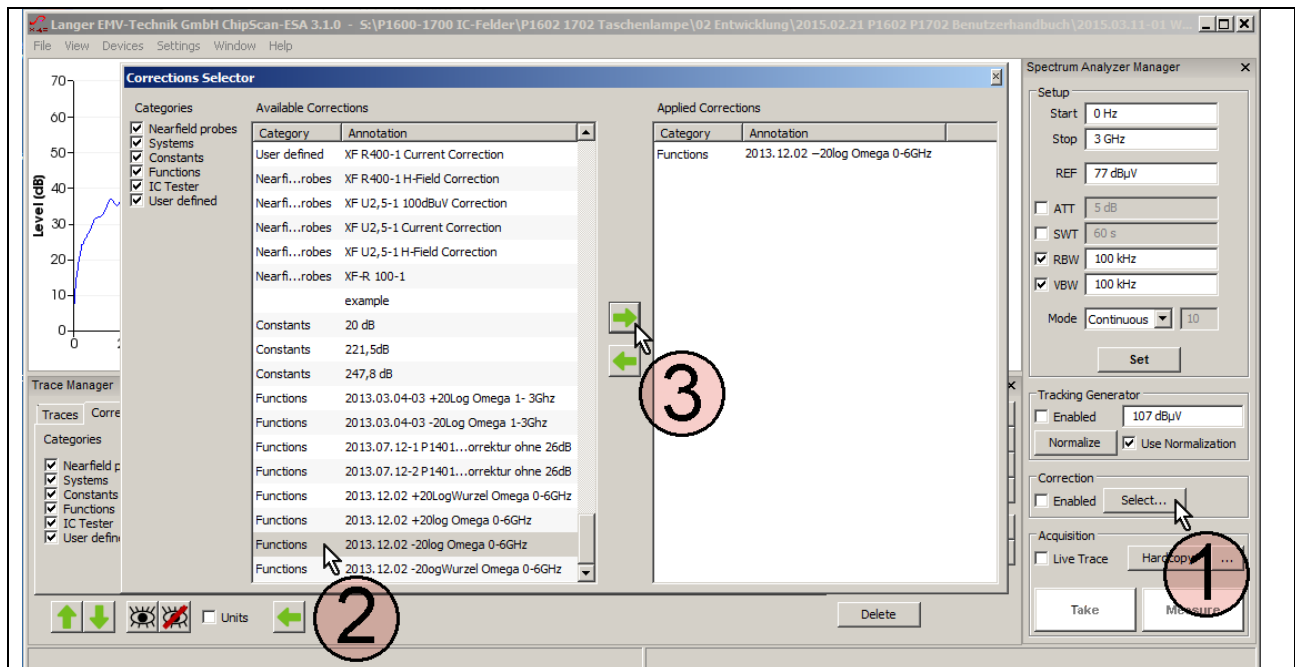 Langer EMV-Technik GmbH ChipScan-ESA 3.1.0 - S:\P1600-1700 IC-Felder\P1602 1702 Taschenlampe\02 Entwicklung\2015.02.21 P1602 P1702 Benutzerhandbuch\2015.03.11-01 W...
File View Devices Settings Window Help
Level (dB)
70
60
50
40
30
20
10
0
0
Corrections Selector
Categories
Nearfield probes
Systems
Constants
Functions
IC Tester
User defined
Available Corrections
Category Annotation
User defined XF R400-1 Current Correction
Nearfi...robes XF R400-1 H-Field Correction
Nearfi...robes XF U2,5-1 100dBuV Correction
Nearfi...robes XF U2,5-1 Current Correction
Nearfi...robes XF U2,5-1 H-Field Correction
Nearfi...robes XF-R 100-1
example
Constants 20 dB
Constants 221,5dB
Constants 247,8 dB
Functions 2013.03.04-03 +20Log Omega 1- 3Ghz
Functions 2013.03.04-03 -20Log Omega 1-3Ghz
Functions 2013.07.12-1 P1401...orrektur ohne 26dB
Functions 2013.07.12-2 P1401...orrektur ohne 26dB
Functions 2013.12.02 +20LogWurzel Omega 0-6GHz
Functions 2013.12.02 +20log Omega 0-6GHz
Functions 2013.12.02 -20log Omega 0-6GHz
Functions 2013.12.02 -20ogWurzel Omega 0-6GHz
2
3
Applied Corrections
Category Annotation
Functions 2013.12.02 —20log Omega 0-6GHz
Trace Manager
Traces Corre
Categories
Nearfield p
Systems
Constants
Functions
IC Tester
User defin
Units
Delete
Spectrum Analyzer Manager
Setup
Start 0 Hz
Stop 3 GHz
REF 77 dBµV
ATT 5 dB
SWT 60 s
RBW 100 kHz
VBW 100 kHz
Mode Continuous 10
Set
Tracking Generator
Enabled 107 dBµV
Normalize Use Normalization
Correction
Enabled Select...
Acquisition
Live Trace Hardcopy ...
1
Take Measure